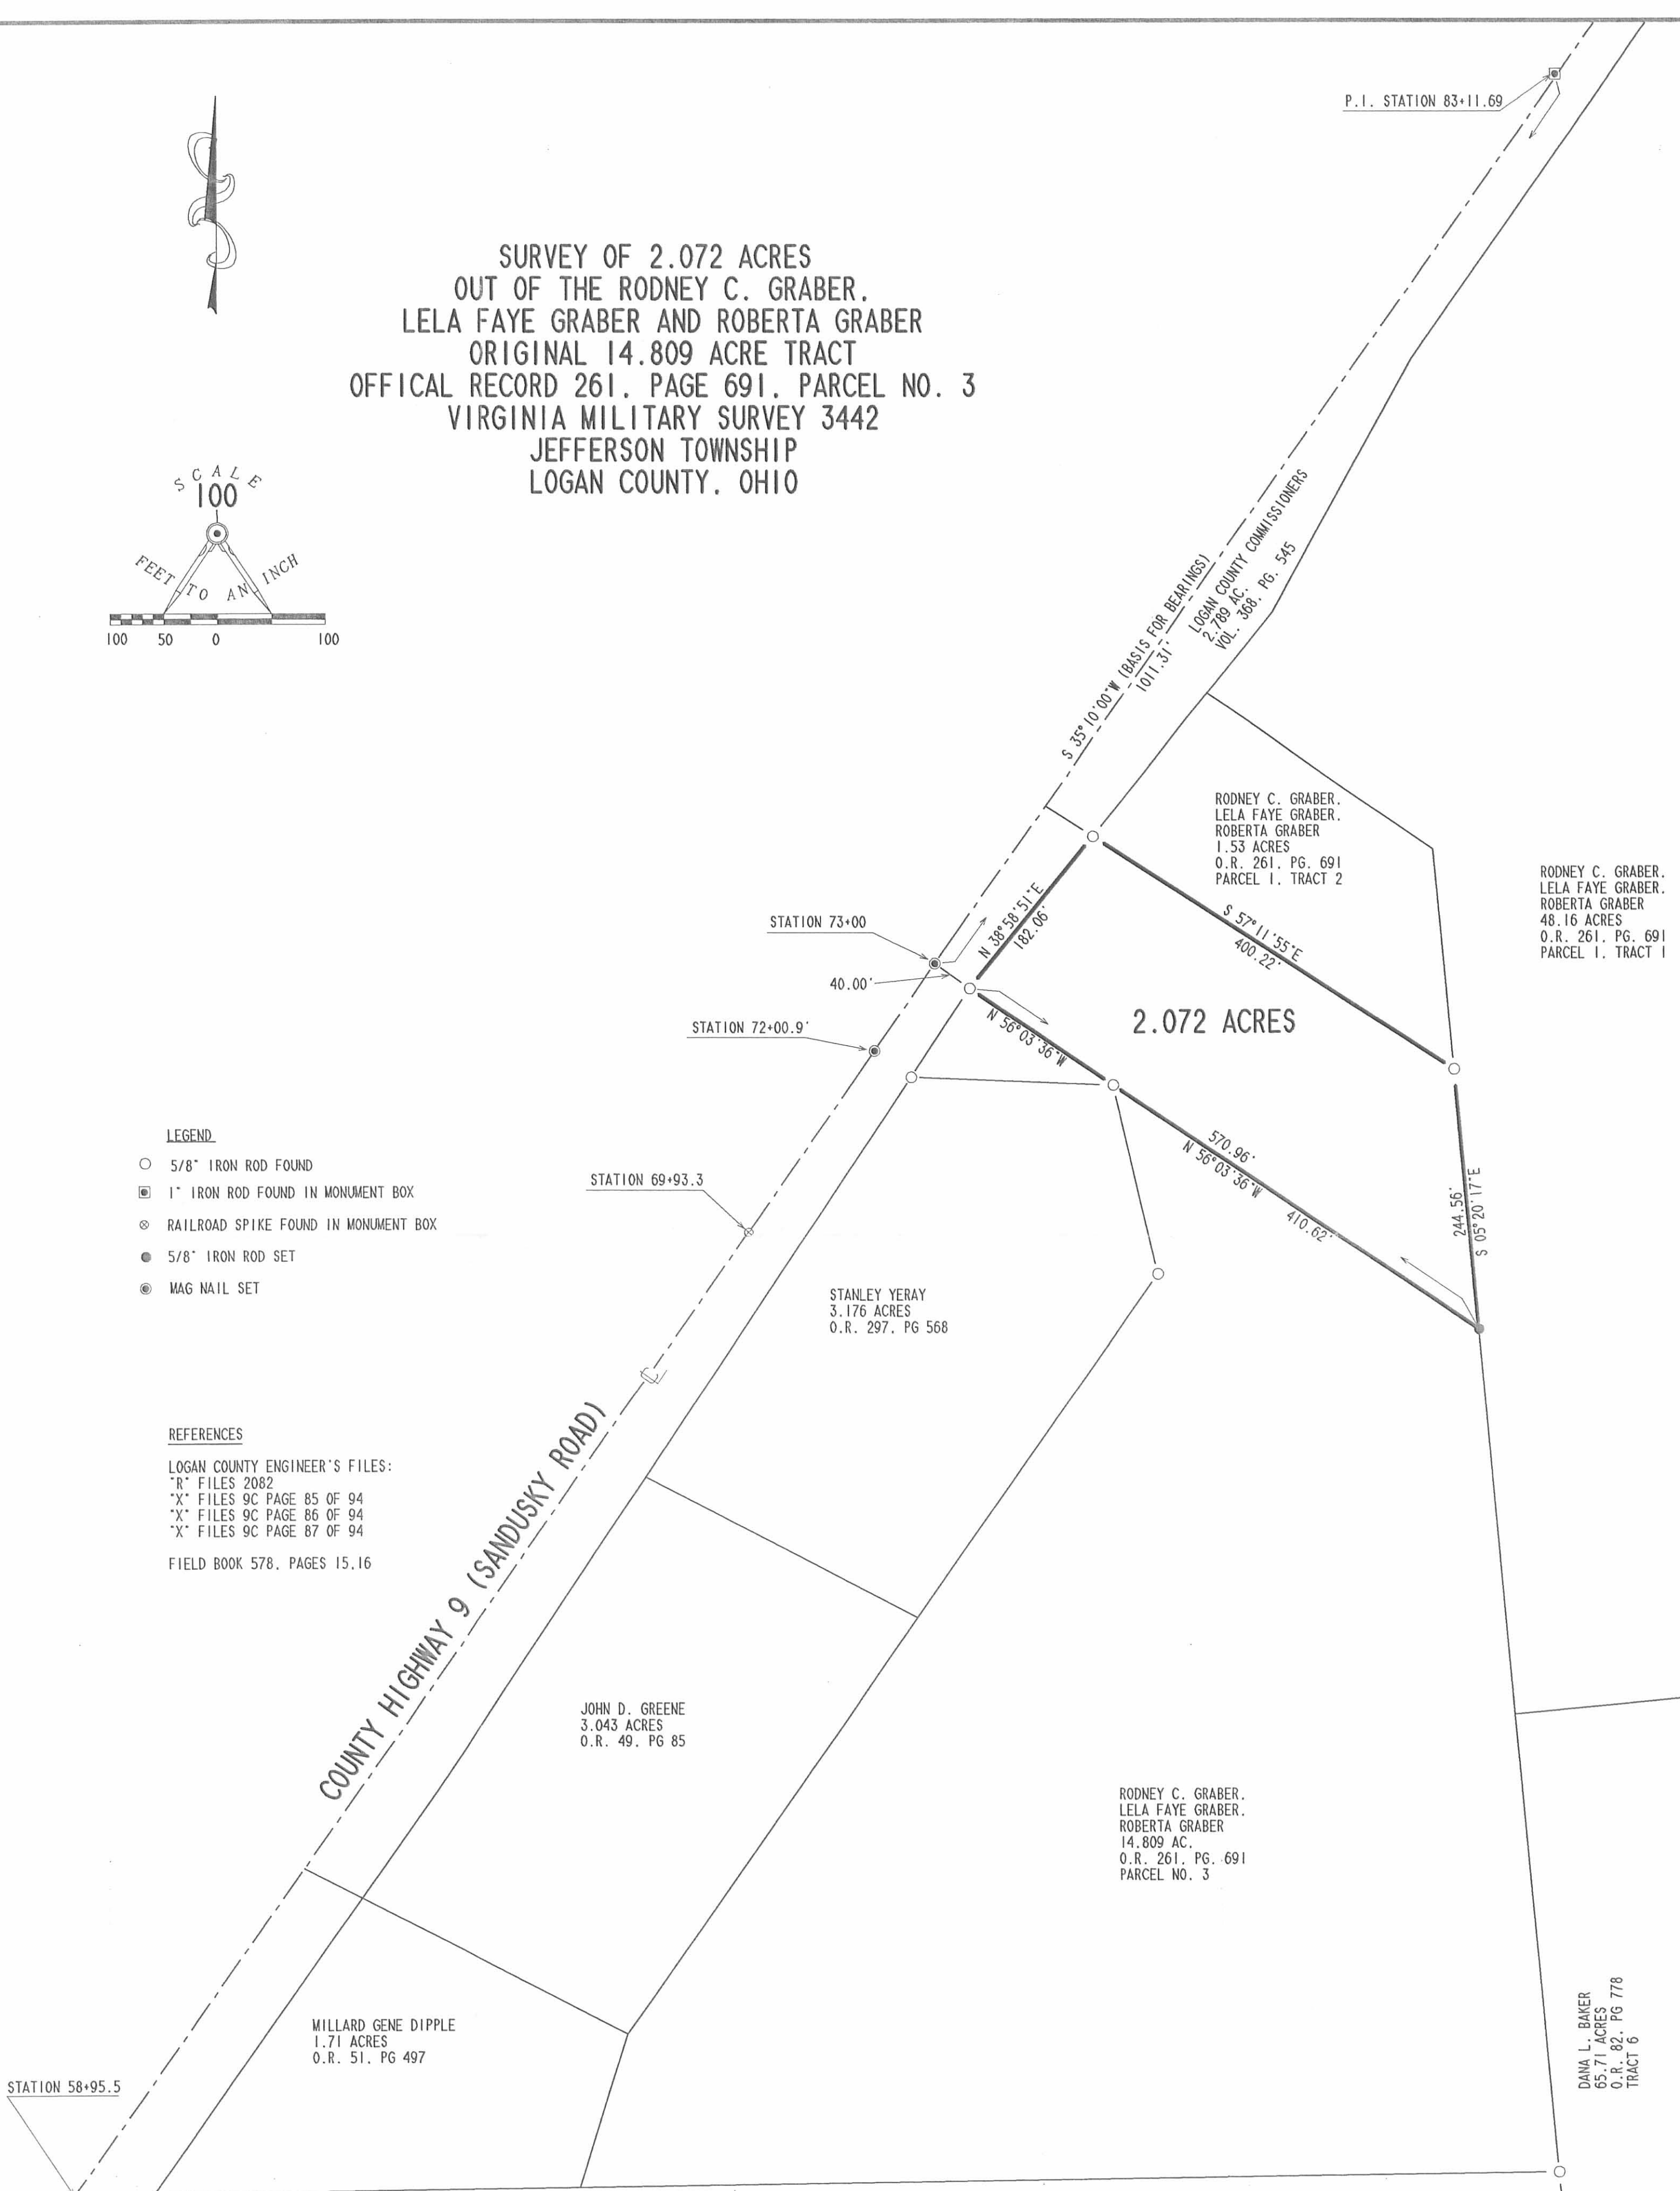 P.I. STATION 83+11.69
SURVEY OF 2.072 ACRES
OUT OF THE RODNEY C. GRABER,
LELA FAYE GRABER AND ROBERTA GRABER
ORIGINAL 14.809 ACRE TRACT
OFFICAL RECORD 261, PAGE 691, PARCEL NO. 3
VIRGINIA MILITARY SURVEY 3442
JEFFERSON TOWNSHIP
LOGAN COUNTY, OHIO
SCALE
100
FEET TO AN INCH
100 50 0 100
S 35°10'00"W (BASIS FOR BEARINGS)
1011.31'
LOGAN COUNTY COMMISSIONERS
2.789 AC.
VOL. 368, PG. 545
RODNEY C. GRABER,
LELA FAYE GRABER,
ROBERTA GRABER
1.53 ACRES
O.R. 261, PG. 691
PARCEL 1, TRACT 2
RODNEY C. GRABER,
LELA FAYE GRABER,
ROBERTA GRABER
48.16 ACRES
O.R. 261, PG. 691
PARCEL 1, TRACT 1
STATION 73+00
N 38°58'51"E
182.06'
S 57°11'55"E
400.22'
40.00'
N 56°03'36"W
2.072 ACRES
STATION 72+00.9'
LEGEND
5/8" IRON ROD FOUND
1" IRON ROD FOUND IN MONUMENT BOX
RAILROAD SPIKE FOUND IN MONUMENT BOX
5/8" IRON ROD SET
MAG NAIL SET
STATION 69+93.3
570.96'
N 56°03'36"W
410.62'
244.56'
S 05°20'17"E
STANLEY YERAY
3.176 ACRES
O.R. 297, PG 568
REFERENCES
LOGAN COUNTY ENGINEER'S FILES:
"R" FILES 2082
"X" FILES 9C PAGE 85 OF 94
"X" FILES 9C PAGE 86 OF 94
"X" FILES 9C PAGE 87 OF 94
FIELD BOOK 578, PAGES 15,16
COUNTY HIGHWAY 9 (SANDUSKY ROAD)
JOHN D. GREENE
3.043 ACRES
O.R. 49, PG 85
RODNEY C. GRABER,
LELA FAYE GRABER,
ROBERTA GRABER
14.809 AC.
O.R. 261, PG. 691
PARCEL NO. 3
MILLARD GENE DIPPLE
1.71 ACRES
O.R. 51, PG 497
STATION 58+95.5
DANA L. BAKER
65.71 ACRES
O.R. 82, PG 778
TRACT 6